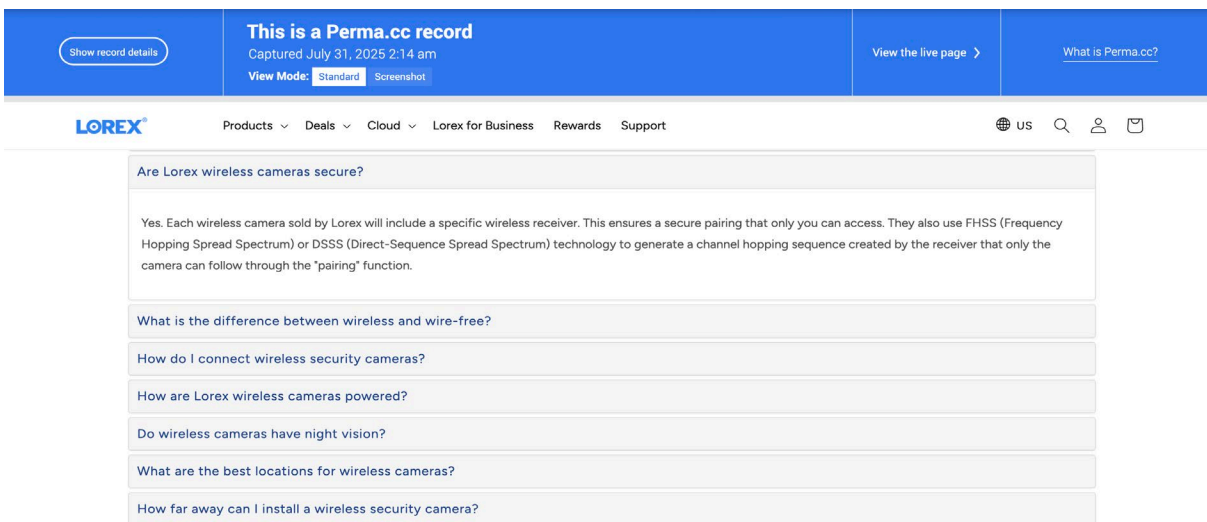 Show record details
This is a Perma.cc record
Captured July 31, 2025 2:14 am
View Mode: Standard Screenshot
View the live page
What is Perma.cc?
LOREX®
Products Deals Cloud Lorex for Business Rewards Support
US
Are Lorex wireless cameras secure?
Yes. Each wireless camera sold by Lorex will include a specific wireless receiver. This ensures a secure pairing that only you can access. They also use FHSS (Frequency
Hopping Spread Spectrum) or DSSS (Direct-Sequence Spread Spectrum) technology to generate a channel hopping sequence created by the receiver that only the
camera can follow through the "pairing" function.
What is the difference between wireless and wire-free?
How do I connect wireless security cameras?
How are Lorex wireless cameras powered?
Do wireless cameras have night vision?
What are the best locations for wireless cameras?
How far away can I install a wireless security camera?